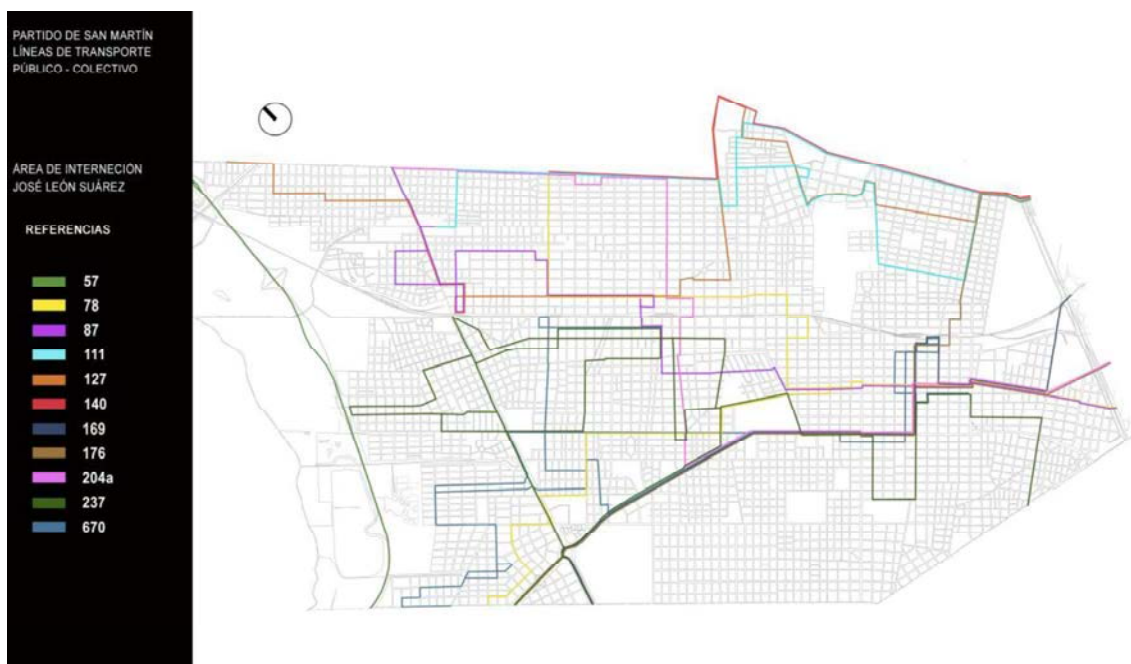 PARTIDO DE SAN MARTÍN
LÍNEAS DE TRANSPORTE
PÚBLICO - COLECTIVO
ÁREA DE INTERNECIÓN
JOSÉ LEÓN SUÁREZ
REFERENCIAS
57
78
87
111
127
140
169
176
204a
237
670